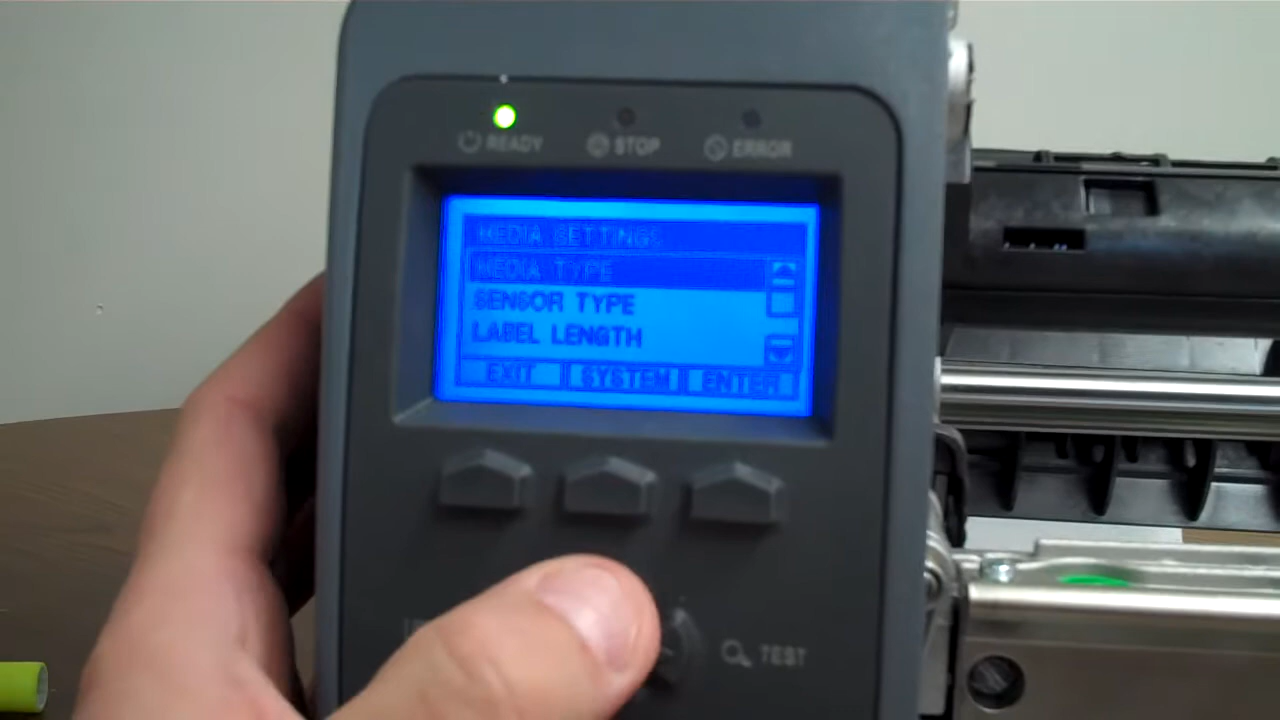 READY STOP ERROR
MEDIA SETTINGS
MEDIA TYPE
SENSOR TYPE
LABEL LENGTH
EXIT SYSTEM ENTER
TEST